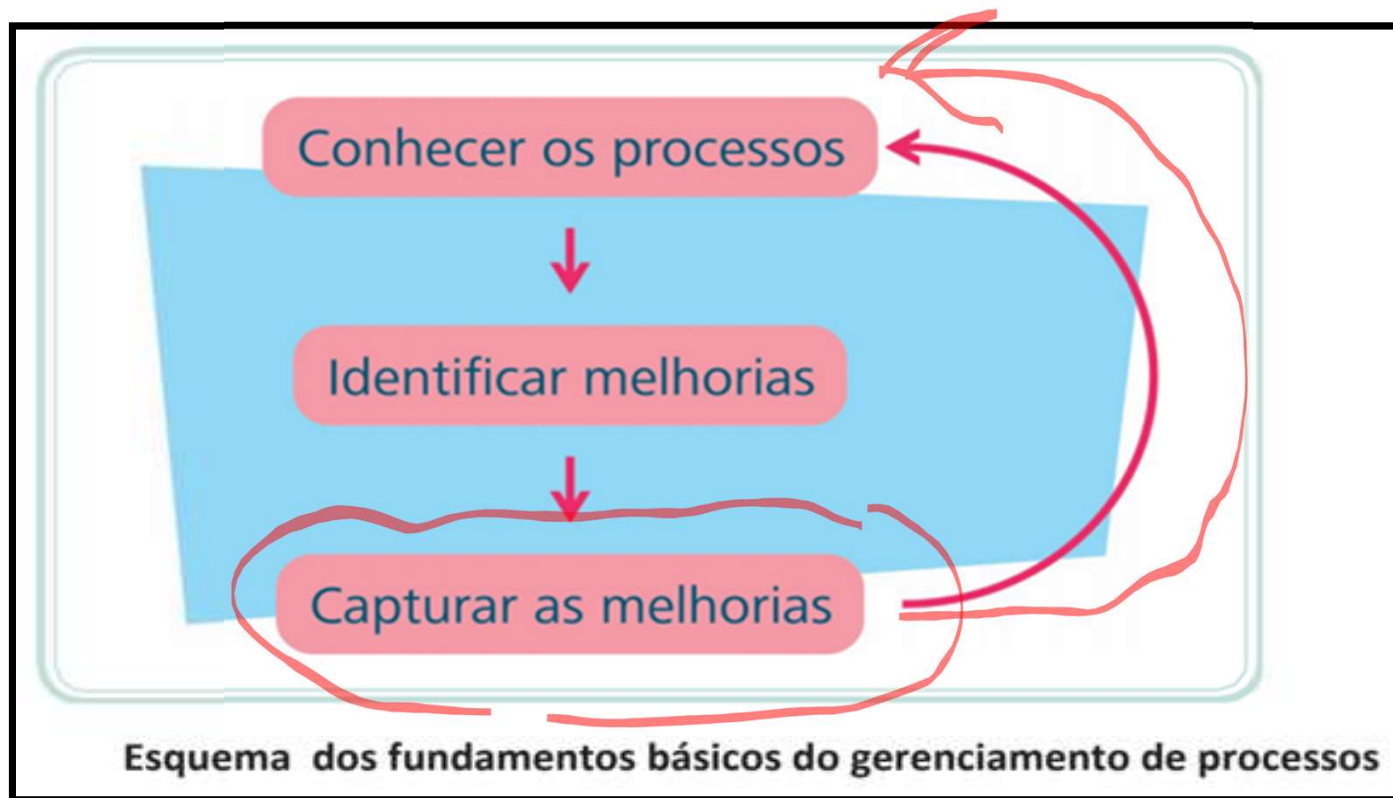 Conhecer os processos
Identificar melhorias
Capturar as melhorias
Esquema dos fundamentos básicos do gerenciamento de processos